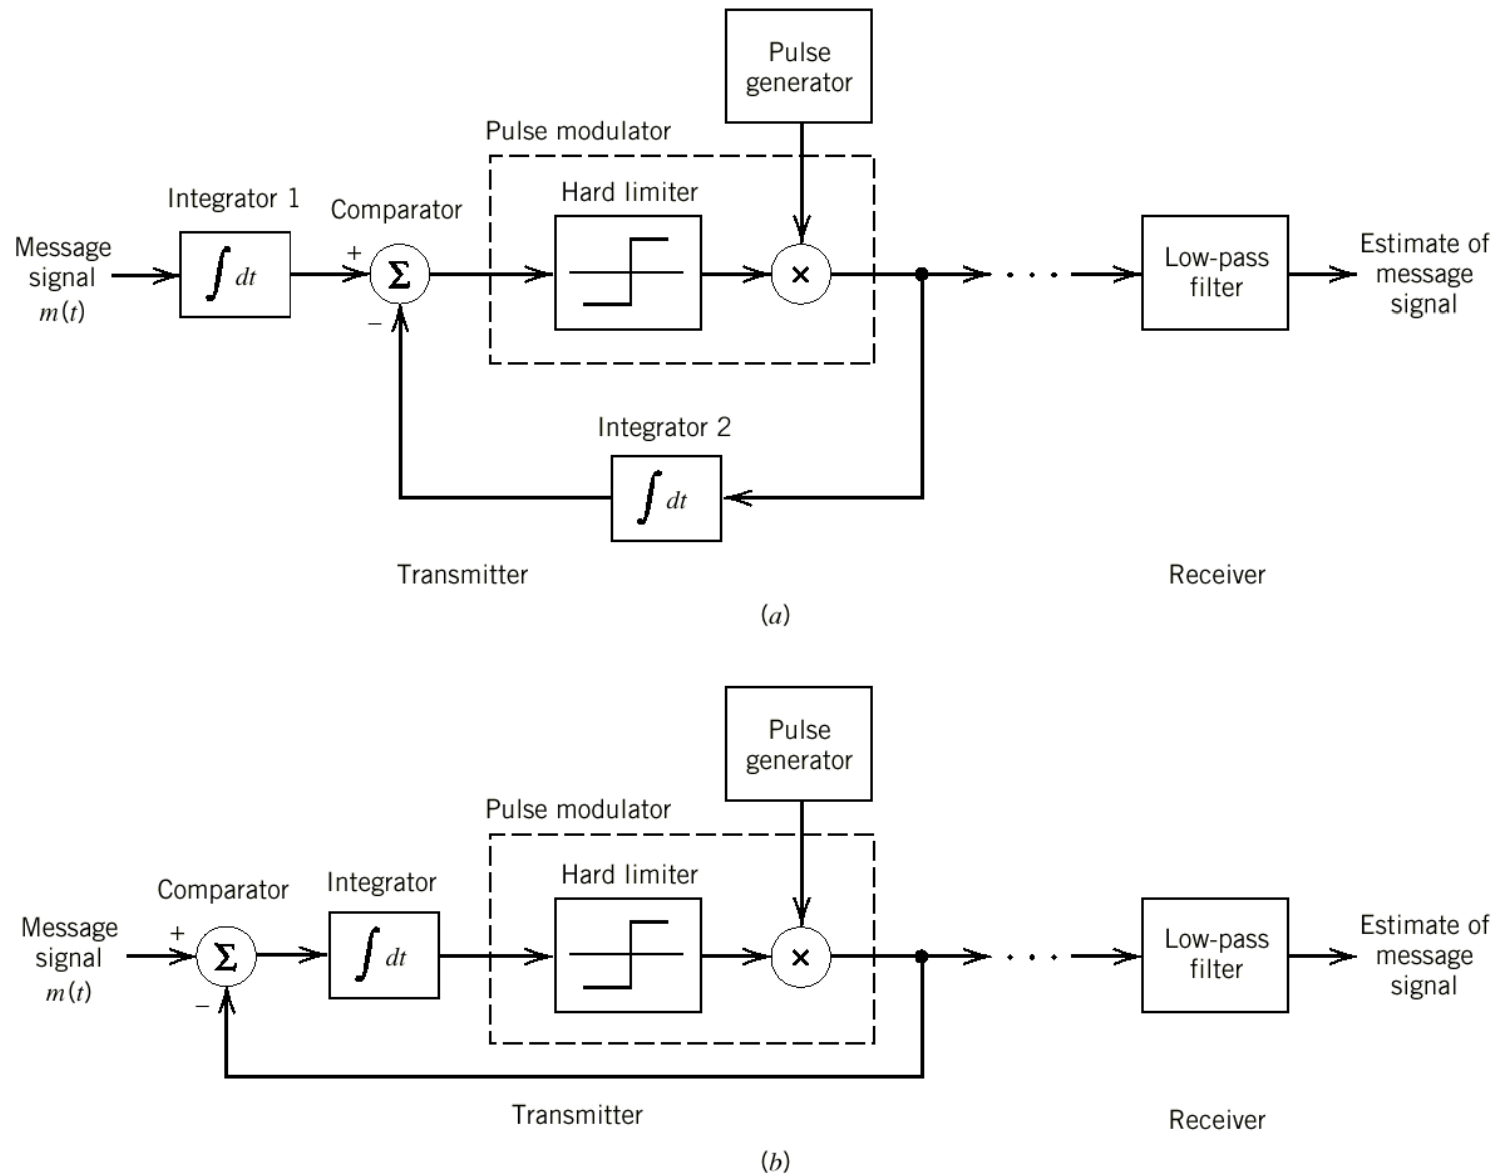 Pulse
generator
Pulse modulator
Integrator 1
Comparator
Hard limiter
Message
signal
m(t)
∫ dt
+
Σ
−
×
. . .
Low-pass
filter
Estimate of
message
signal
Integrator 2
∫ dt
Transmitter
Receiver
(a)
Pulse
generator
Pulse modulator
Comparator
Integrator
Hard limiter
Message
signal
m(t)
+
Σ
−
∫ dt
×
. . .
Low-pass
filter
Estimate of
message
signal
Transmitter
Receiver
(b)